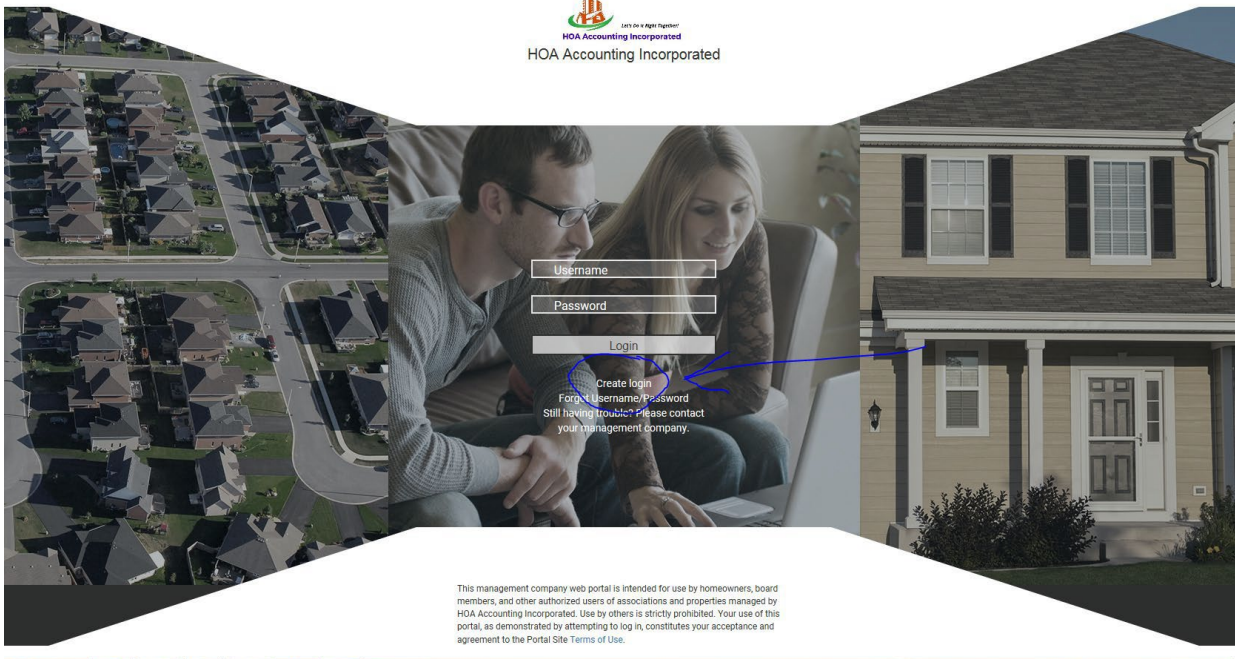 Let's Do it Right Together!
HOA Accounting Incorporated
HOA Accounting Incorporated
Username
Password
Login
Create login
Forgot Username/Password
Still having trouble? Please contact
your management company.
This management company web portal is intended for use by homeowners, board
members, and other authorized users of associations and properties managed by
HOA Accounting Incorporated. Use by others is strictly prohibited. Your use of this
portal, as demonstrated by attempting to log in, constitutes your acceptance and
agreement to the Portal Site Terms of Use.